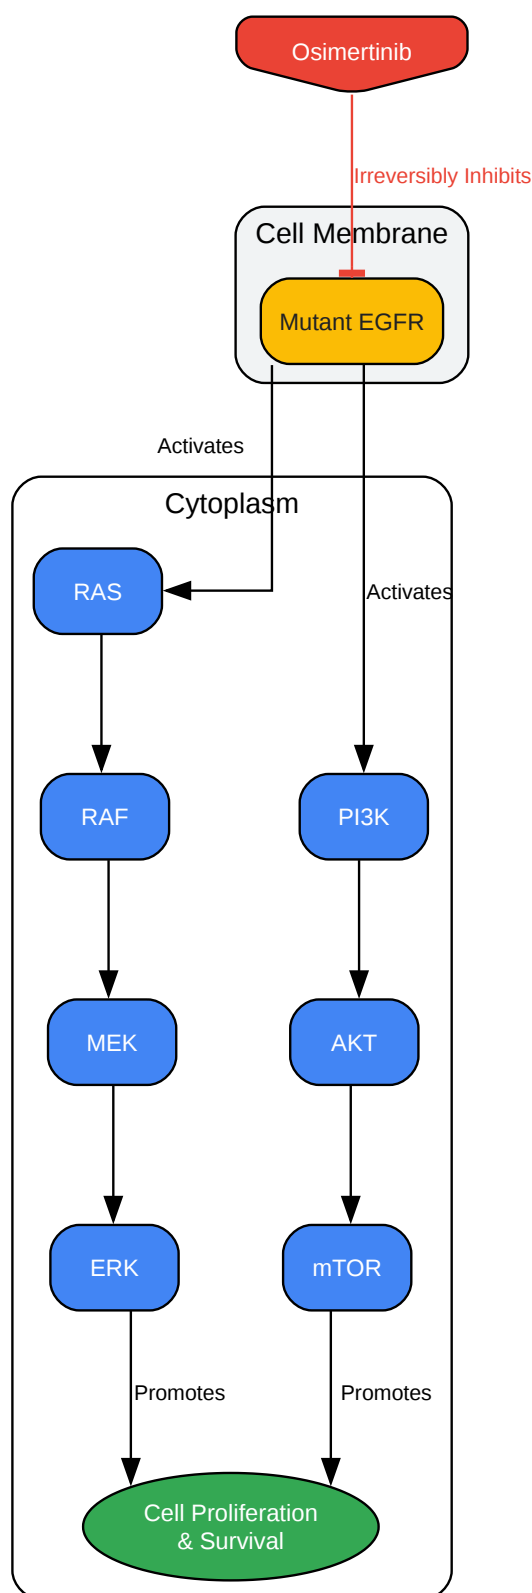 Osimertinib
Irreversibly Inhibits
Cell Membrane
Mutant EGFR
Activates
Cytoplasm
RAS
Activates
RAF
PI3K
MEK
AKT
ERK
mTOR
Promotes
Promotes
Cell Proliferation
& Survival